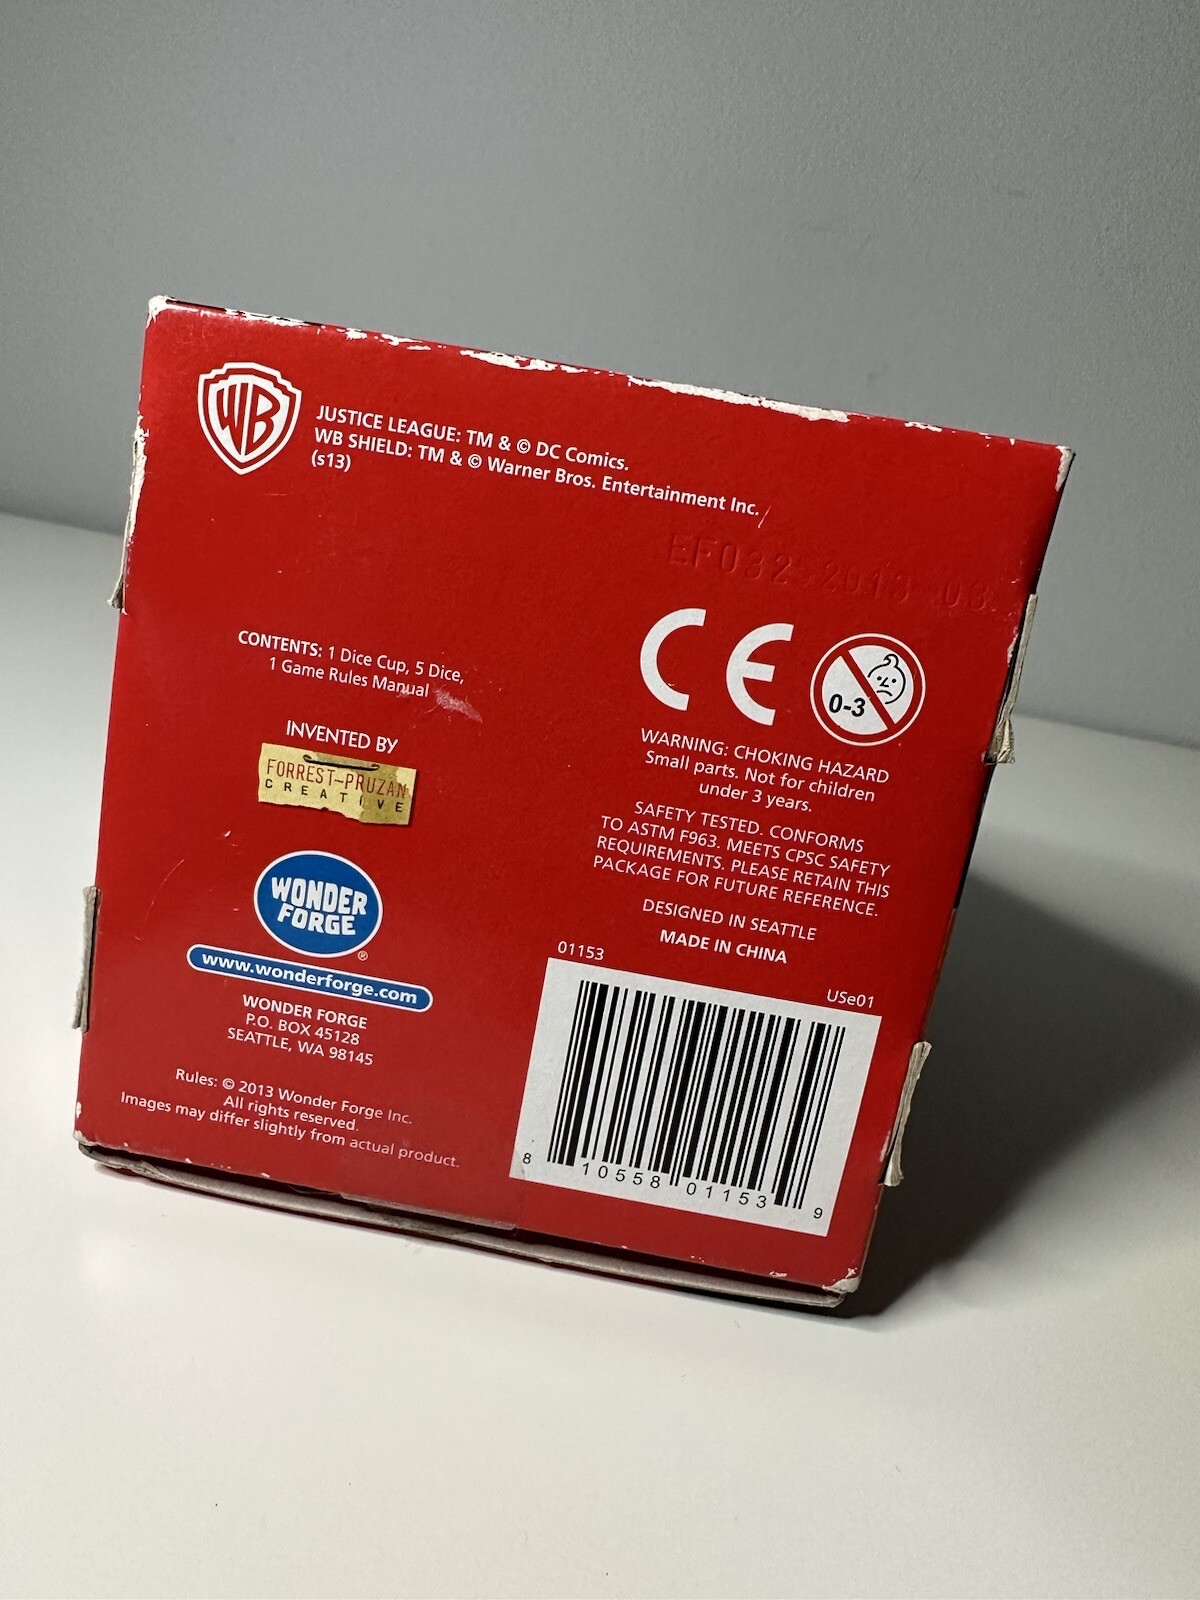 WB
JUSTICE LEAGUE: TM & © DC Comics.
WB SHIELD: TM & © Warner Bros. Entertainment Inc.
(s13)
CONTENTS: 1 Dice Cup, 5 Dice,
1 Game Rules Manual
INVENTED BY
FORREST-PRUZAN
CREATIVE
WONDER
FORGE
®
www.wonderforge.com
WONDER FORGE
P.O. BOX 45128
SEATTLE, WA 98145
Rules: © 2013 Wonder Forge Inc.
All rights reserved.
Images may differ slightly from actual product.
EF032 2013 03
CE
0-3
WARNING: CHOKING HAZARD
Small parts. Not for children
under 3 years.
SAFETY TESTED. CONFORMS
TO ASTM F963. MEETS CPSC SAFETY
REQUIREMENTS. PLEASE RETAIN THIS
PACKAGE FOR FUTURE REFERENCE.
DESIGNED IN SEATTLE
MADE IN CHINA
01153
USe01
8 10558 01153 9